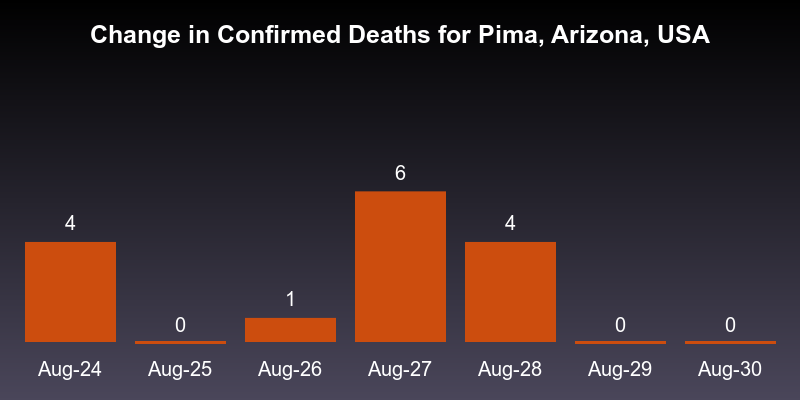 Change in Confirmed Deaths for Pima, Arizona, USA
6
4
4
1
0
0
0
Aug-24
Aug-25
Aug-26
Aug-27
Aug-28
Aug-29
Aug-30